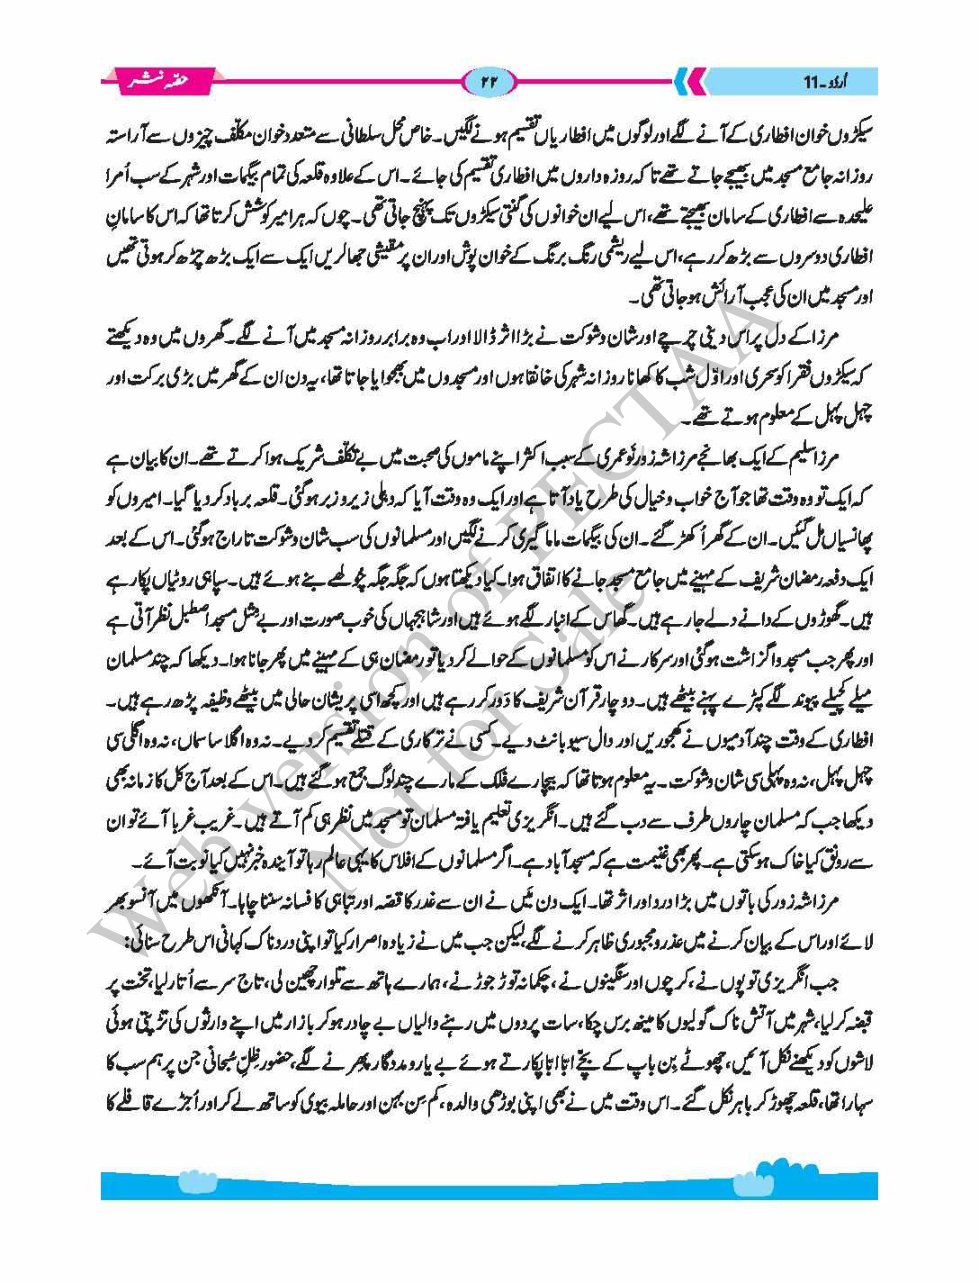 اُردُو ۔ 11
۲۲
حصّہ نثر
سیکڑوں خوان افطاری کے آنے لگے اور لوگوں میں افطاریاں تقسیم ہونے لگیں۔ خاص محل سلطانی سے متعدد خوان مکلّف چیزوں سے آراستہ
روزانہ جامع مسجد میں بھیجے جاتے تھے تاکہ روزہ داروں میں افطاری تقسیم کی جائے۔ اس کے علاوہ قلعہ کی تمام بیگمات اور شہر کے سب اُمرا
علیحدہ سے افطاری کے سامان بھیجتے تھے، اس لیے ان خوانوں کی گنتی سیکڑوں تک پہنچ جاتی تھی۔ چوں کہ ہر امیر کوشش کرتا تھا کہ اس کا سامانِ
افطاری دوسروں سے بڑھ کر رہے، اس لیے ریشمی رنگ برنگ کے خوان پوش اور ان پر مقیشی جھالریں ایک سے ایک بڑھ چڑھ کر ہوتی تھیں
اور مسجد میں ان کی عجب آرائش ہو جاتی تھی۔
مرزا کے دل پر اس دینی چرچے اور شان و شوکت نے بڑا اثر ڈالا اور اب وہ برابر روزانہ مسجد میں آنے لگے۔ گھروں میں وہ دیکھتے
کہ سیکڑوں فقرا کو سحری اور اوّل شب کا کھانا روزانہ شہر کی خانقاہوں اور مسجدوں میں بھجوایا جاتا تھا، یہ دن ان کے گھر میں بڑی برکت اور
چہل پہل کے معلوم ہوتے تھے۔
مرزا سلیم کے ایک بھانجے مرزا شہ زور نَوعمری کے سبب اکثر اپنے ماموں کی صحبت میں بے تکلّف شریک ہوا کرتے تھے۔ ان کا بیان ہے
کہ ایک تو وہ وقت تھا جو آج خواب و خیال کی طرح یاد آتا ہے اور ایک وہ وقت آیا کہ دہلی زیر و زبر ہو گئی۔ قلعہ برباد کر دیا گیا۔ امیروں کو
پھانسیاں مل گئیں۔ ان کے گھر اُکھڑ گئے۔ ان کی بیگمات ماما گیری کرنے لگیں اور مسلمانوں کی سب شان و شوکت تاراج ہو گئی۔ اس کے بعد
ایک دفعہ رمضان شریف کے مہینے میں جامع مسجد جانے کا اتفاق ہوا۔ کیا دیکھتا ہوں کہ جگہ جگہ چولھے بنے ہوئے ہیں۔ سپاہی روٹیاں پکا رہے
ہیں۔ گھوڑوں کے دانے دلے جا رہے ہیں۔ گھاس کے انبار لگے ہوئے ہیں اور شاہجہاں کی خوب صورت اور بے مثل مسجد اصطبل نظر آتی ہے
اور پھر جب مسجد واگزاشت ہو گئی اور سرکار نے اس کو مسلمانوں کے حوالے کر دیا تو رمضان ہی کے مہینے میں پھر جانا ہوا۔ دیکھا کہ چند مسلمان
میلے کچیلے پیوند لگے کپڑے پہنے بیٹھے ہیں۔ دو چار قرآن شریف کا دَور کر رہے ہیں اور کچھ اسی پریشان حالی میں بیٹھے وظیفہ پڑھ رہے ہیں۔
افطاری کے وقت چند آدمیوں نے کھجوریں اور دال سیو بانٹ دیے۔ کسی نے ترکاری کے قتلے تقسیم کر دیے۔ نہ وہ اگلا سا سماں، نہ وہ اگلی سی
چہل پہل، نہ وہ پہلی سی شان و شوکت۔ یہ معلوم ہوتا تھا کہ بیچارے فلک کے مارے چند لوگ جمع ہو گئے ہیں۔ اس کے بعد آج کل کا زمانہ بھی
دیکھا جب کہ مسلمان چاروں طرف سے دب گئے ہیں۔ انگریزی تعلیم یافتہ مسلمان تو مسجد میں نظر ہی کم آتے ہیں۔ غریب غربا آئے تو ان
سے رونق کیا خاک ہو سکتی ہے۔ پھر بھی غنیمت ہے کہ مسجد آباد ہے۔ اگر مسلمانوں کے افلاس کا یہی عالم رہا تو آیندہ خبر نہیں کیا نوبت آئے۔
مرزا شہ زور کی باتوں میں بڑا درد اور اثر تھا۔ ایک دن میں نے ان سے غدر کا قصّہ اور تباہی کا فسانہ سننا چاہا۔ آنکھوں میں آنسو بھر
لائے اور اس کے بیان کرنے میں عذر و مجبوری ظاہر کرنے لگے، لیکن جب میں نے زیادہ اصرار کیا تو اپنی دردناک کہانی اس طرح سنائی:
جب انگریزی توپوں نے، کرچوں اور سنگینوں نے، حکمانہ توڑ جوڑ نے، ہمارے ہاتھ سے تلوار چھین لی، تاج سر سے اُتار لیا، تخت پر
قبضہ کر لیا، شہر میں آتش ناک گولیوں کا مینھ برس چکا، سات پردوں میں رہنے والیاں بے چادر ہو کر بازار میں اپنے وارثوں کی تڑپتی ہوئی
لاشوں کو دیکھنے نکل آئیں، چھوٹے بِن باپ کے بچّے ابّا ابّا پکارتے ہوئے بے یار و مددگار پھرنے لگے، حضور ظلِّ سُبحانی جن پر ہم سب کا
سہارا تھا، قلعہ چھوڑ کر باہر نکل گئے۔ اس وقت میں نے بھی اپنی بوڑھی والدہ، کم سِن بہن اور حاملہ بیوی کو ساتھ لے کر اور اُجڑے قافلے کا
Web version of PECTAA
Not for Sale